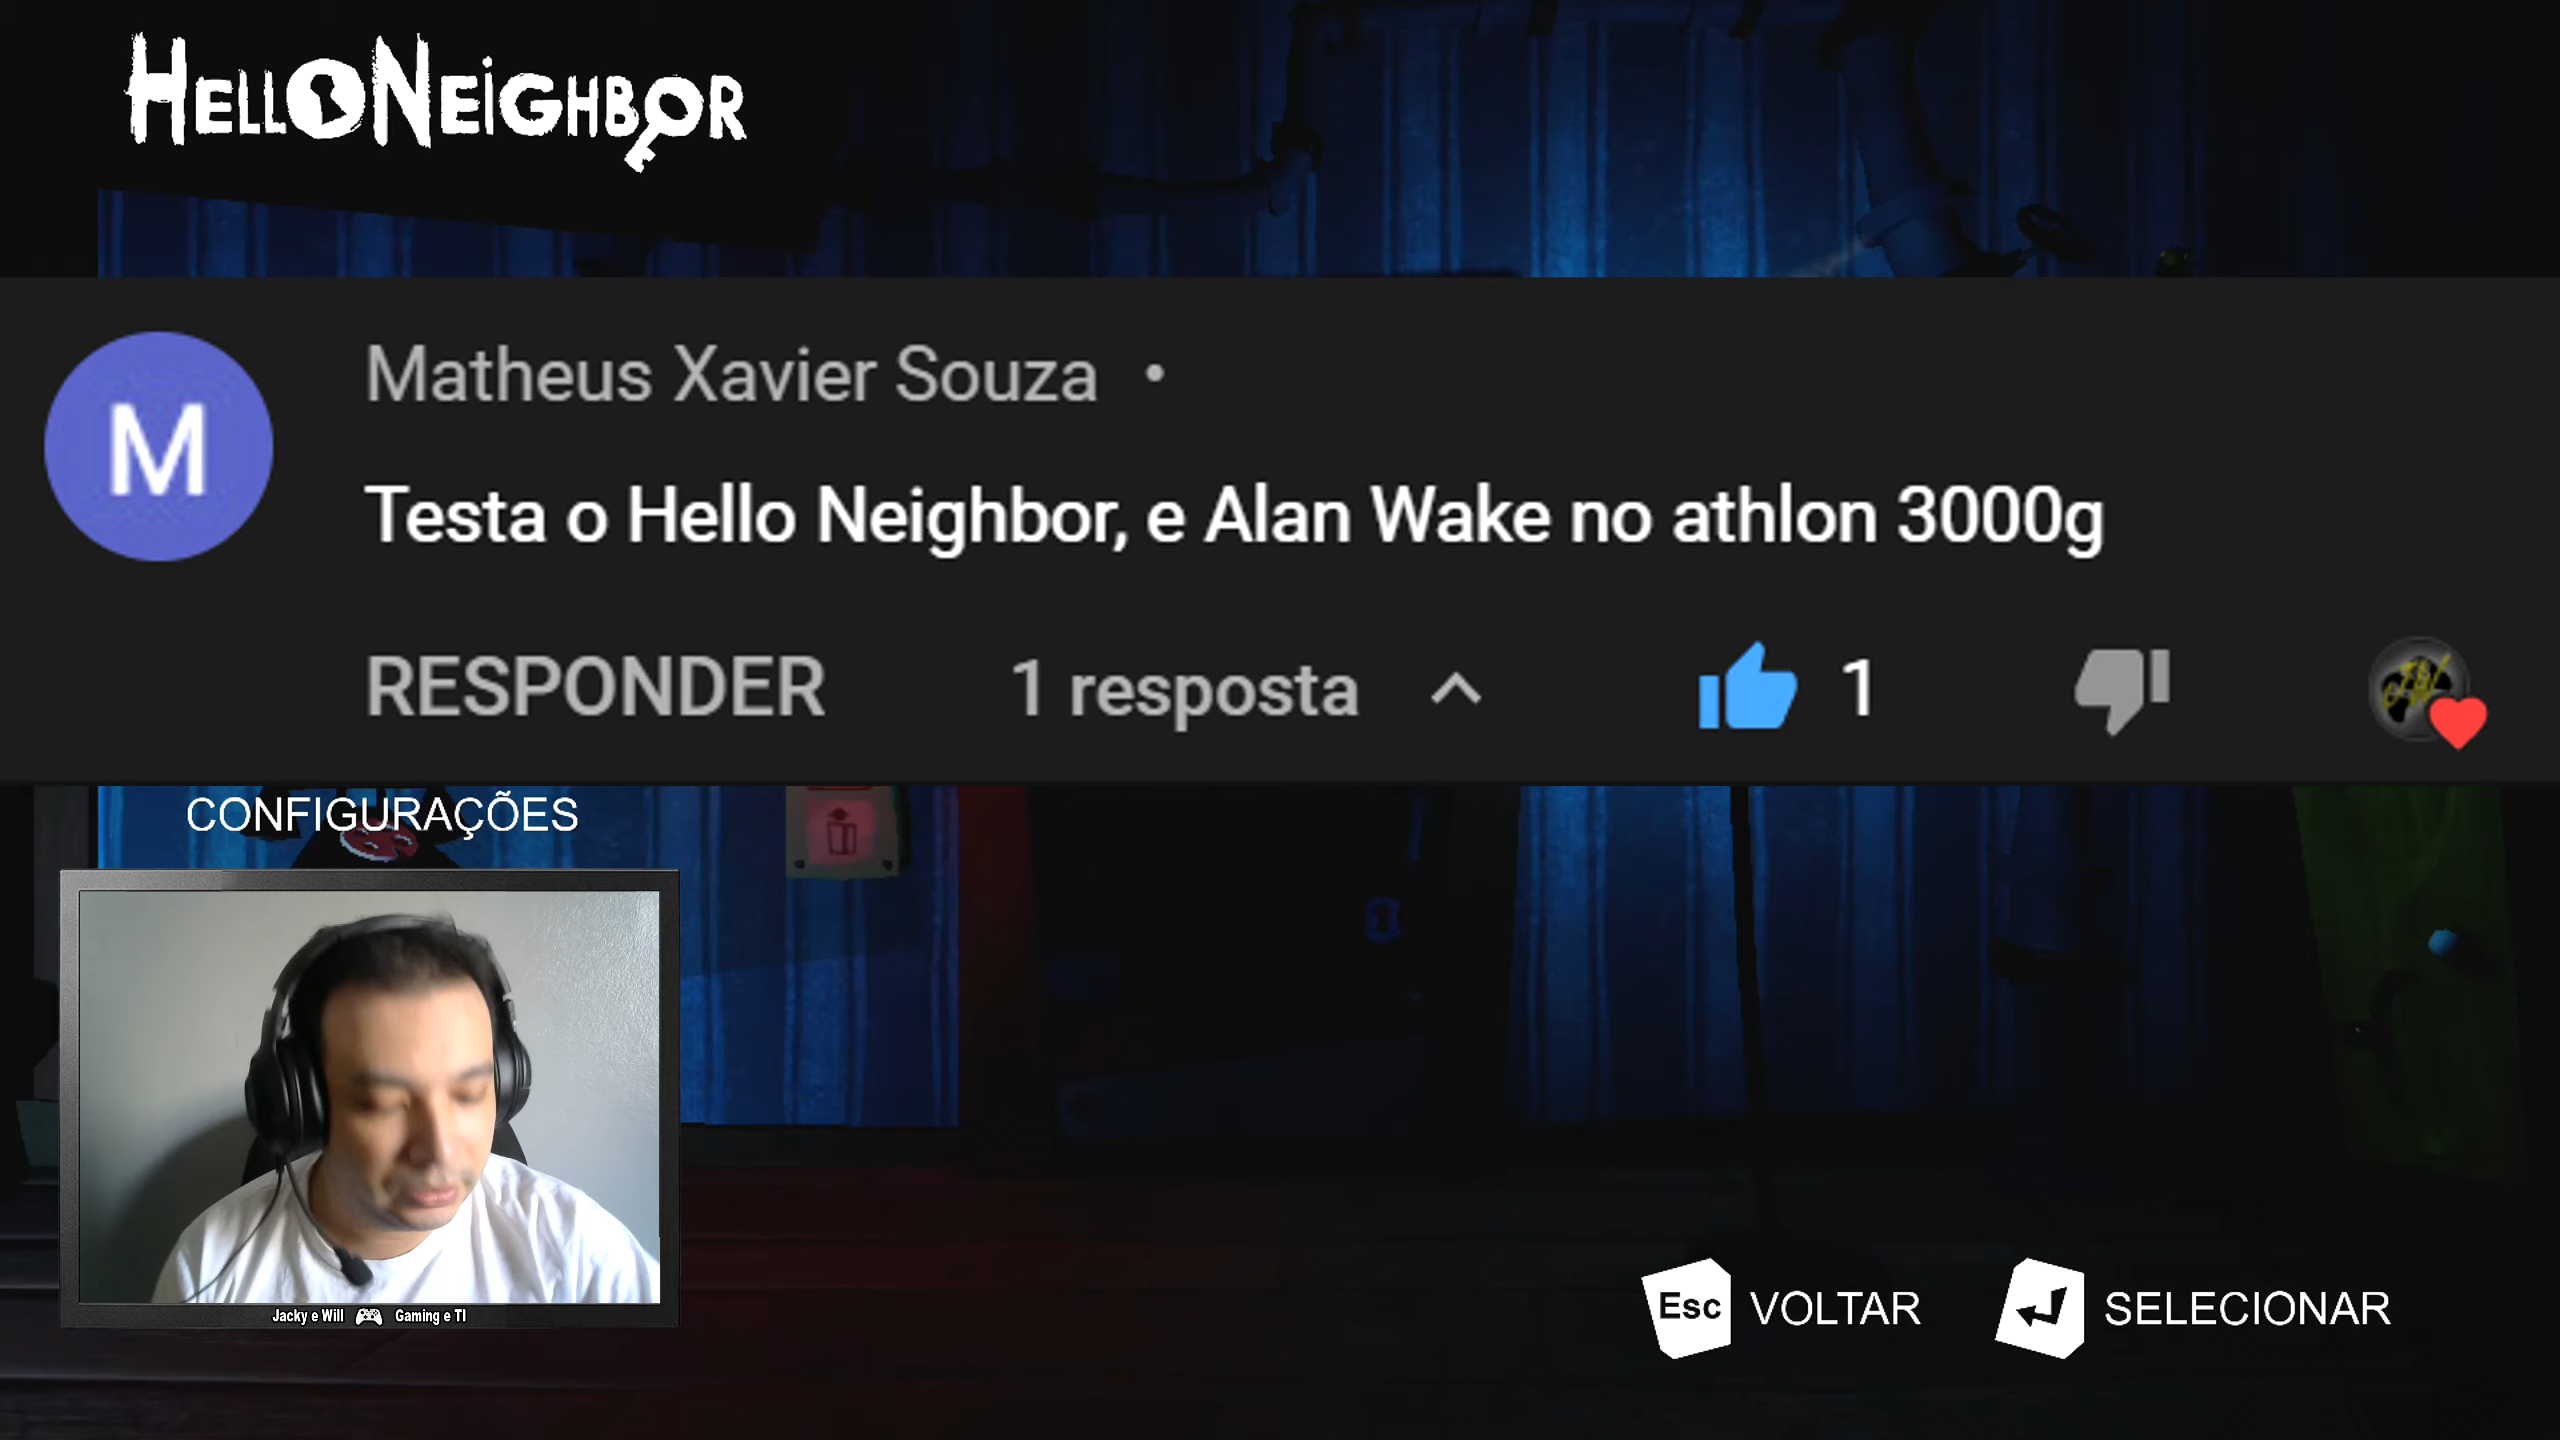 HELLO NEIGHBOR
Matheus Xavier Souza •
M
Testa o Hello Neighbor, e Alan Wake no athlon 3000g
RESPONDER 1 resposta 1
CONFIGURAÇÕES
Jacky e Will Gaming e TI
Esc VOLTAR SELECIONAR